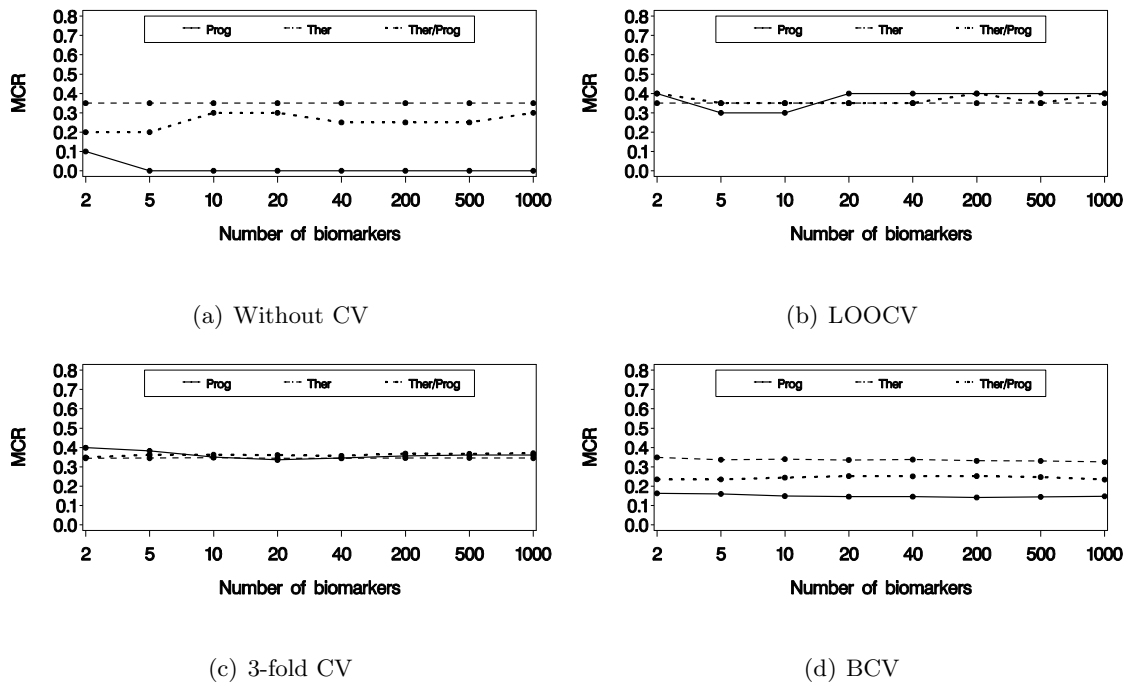 Prog Ther Ther/Prog
MCR
0.8
0.7
0.6
0.5
0.4
0.3
0.2
0.1
0.0
2 5 10 20 40 200 500 1000
Number of biomarkers
(a) Without CV
Prog Ther Ther/Prog
MCR
0.8
0.7
0.6
0.5
0.4
0.3
0.2
0.1
0.0
2 5 10 20 40 200 500 1000
Number of biomarkers
(b) LOOCV
Prog Ther Ther/Prog
MCR
0.8
0.7
0.6
0.5
0.4
0.3
0.2
0.1
0.0
2 5 10 20 40 200 500 1000
Number of biomarkers
(c) 3-fold CV
Prog Ther Ther/Prog
MCR
0.8
0.7
0.6
0.5
0.4
0.3
0.2
0.1
0.0
2 5 10 20 40 200 500 1000
Number of biomarkers
(d) BCV